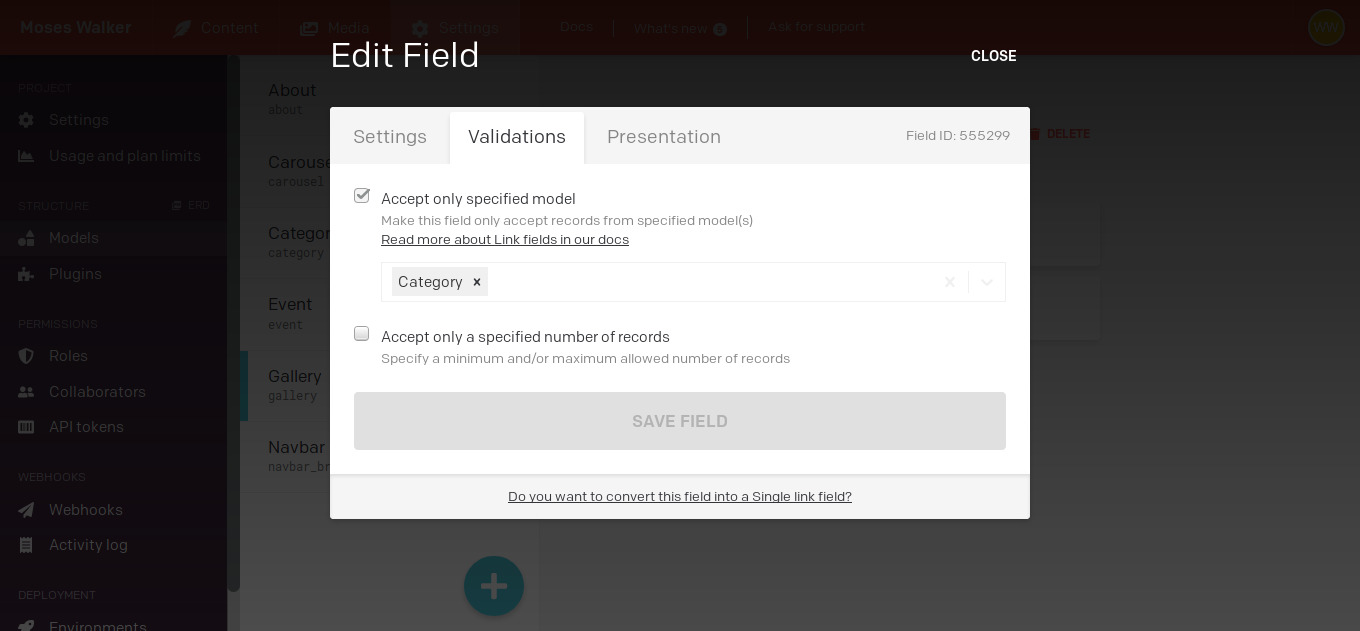 Moses Walker
Content
Media
Settings
Docs
What's new 6
Ask for support
WW
Edit Field
CLOSE
PROJECT
Settings
Usage and plan limits
STRUCTURE
ERD
Models
Plugins
PERMISSIONS
Roles
Collaborators
API tokens
WEBHOOKS
Webhooks
Activity log
DEPLOYMENT
Environments
About
about
carousel
category
Event
event
Gallery
gallery
Navbar
Settings
Validations
Presentation
Field ID: 555299
DELETE
Accept only specified model
Make this field only accept records from specified model(s)
Read more about Link fields in our docs
Category
Accept only a specified number of records
Specify a minimum and/or maximum allowed number of records
SAVE FIELD
Do you want to convert this field into a Single link field?